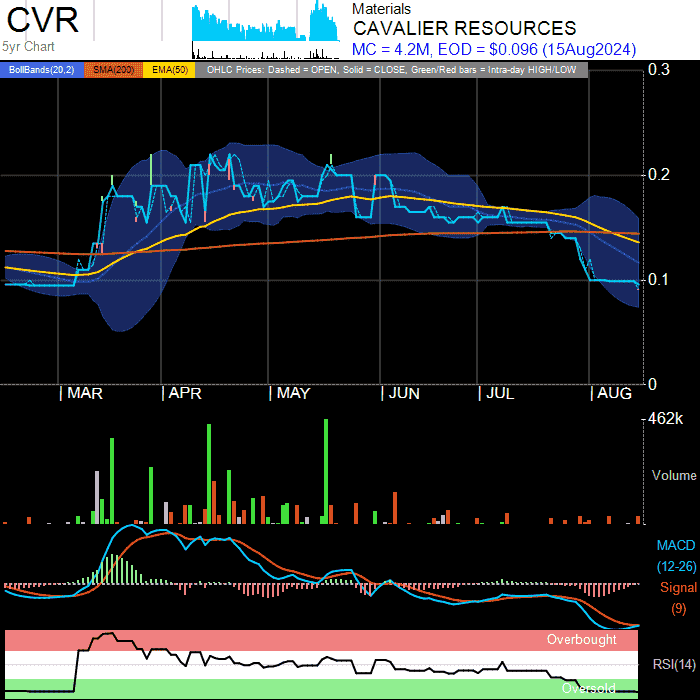 CVR
5yr Chart
Materials
CAVALIER RESOURCES
MC = 4.2M, EOD = $0.096 (15Aug2024)
BollBands(20,2) SMA(200) EMA(50) OHLC Prices: Dashed = OPEN, Solid = CLOSE, Green/Red bars = Intra-day HIGH/LOW
0.3
0.2
0.1
0
MAR APR MAY JUN JUL AUG
462k
Volume
MACD
(12-26)
Signal
(9)
Overbought
RSI(14)
Oversold